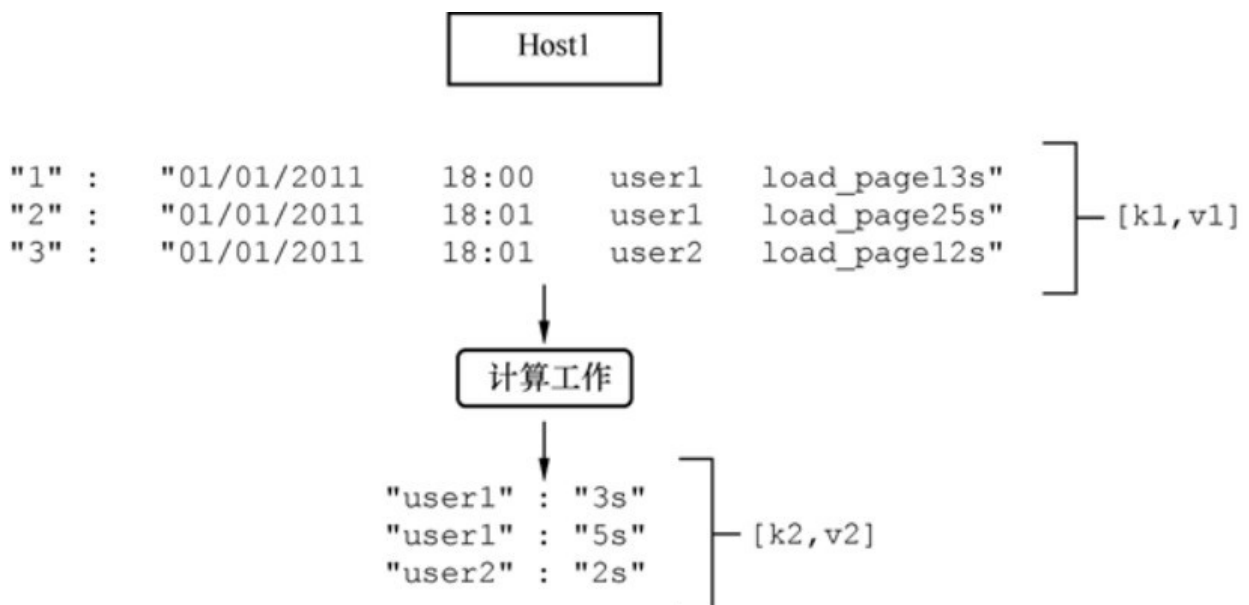 Host1
"1" : "01/01/2011 18:00 user1 load_page13s"
"2" : "01/01/2011 18:01 user1 load_page25s"
"3" : "01/01/2011 18:01 user2 load_page12s"
[k1,v1]
计算工作
"user1" : "3s"
"user1" : "5s"
"user2" : "2s"
[k2,v2]